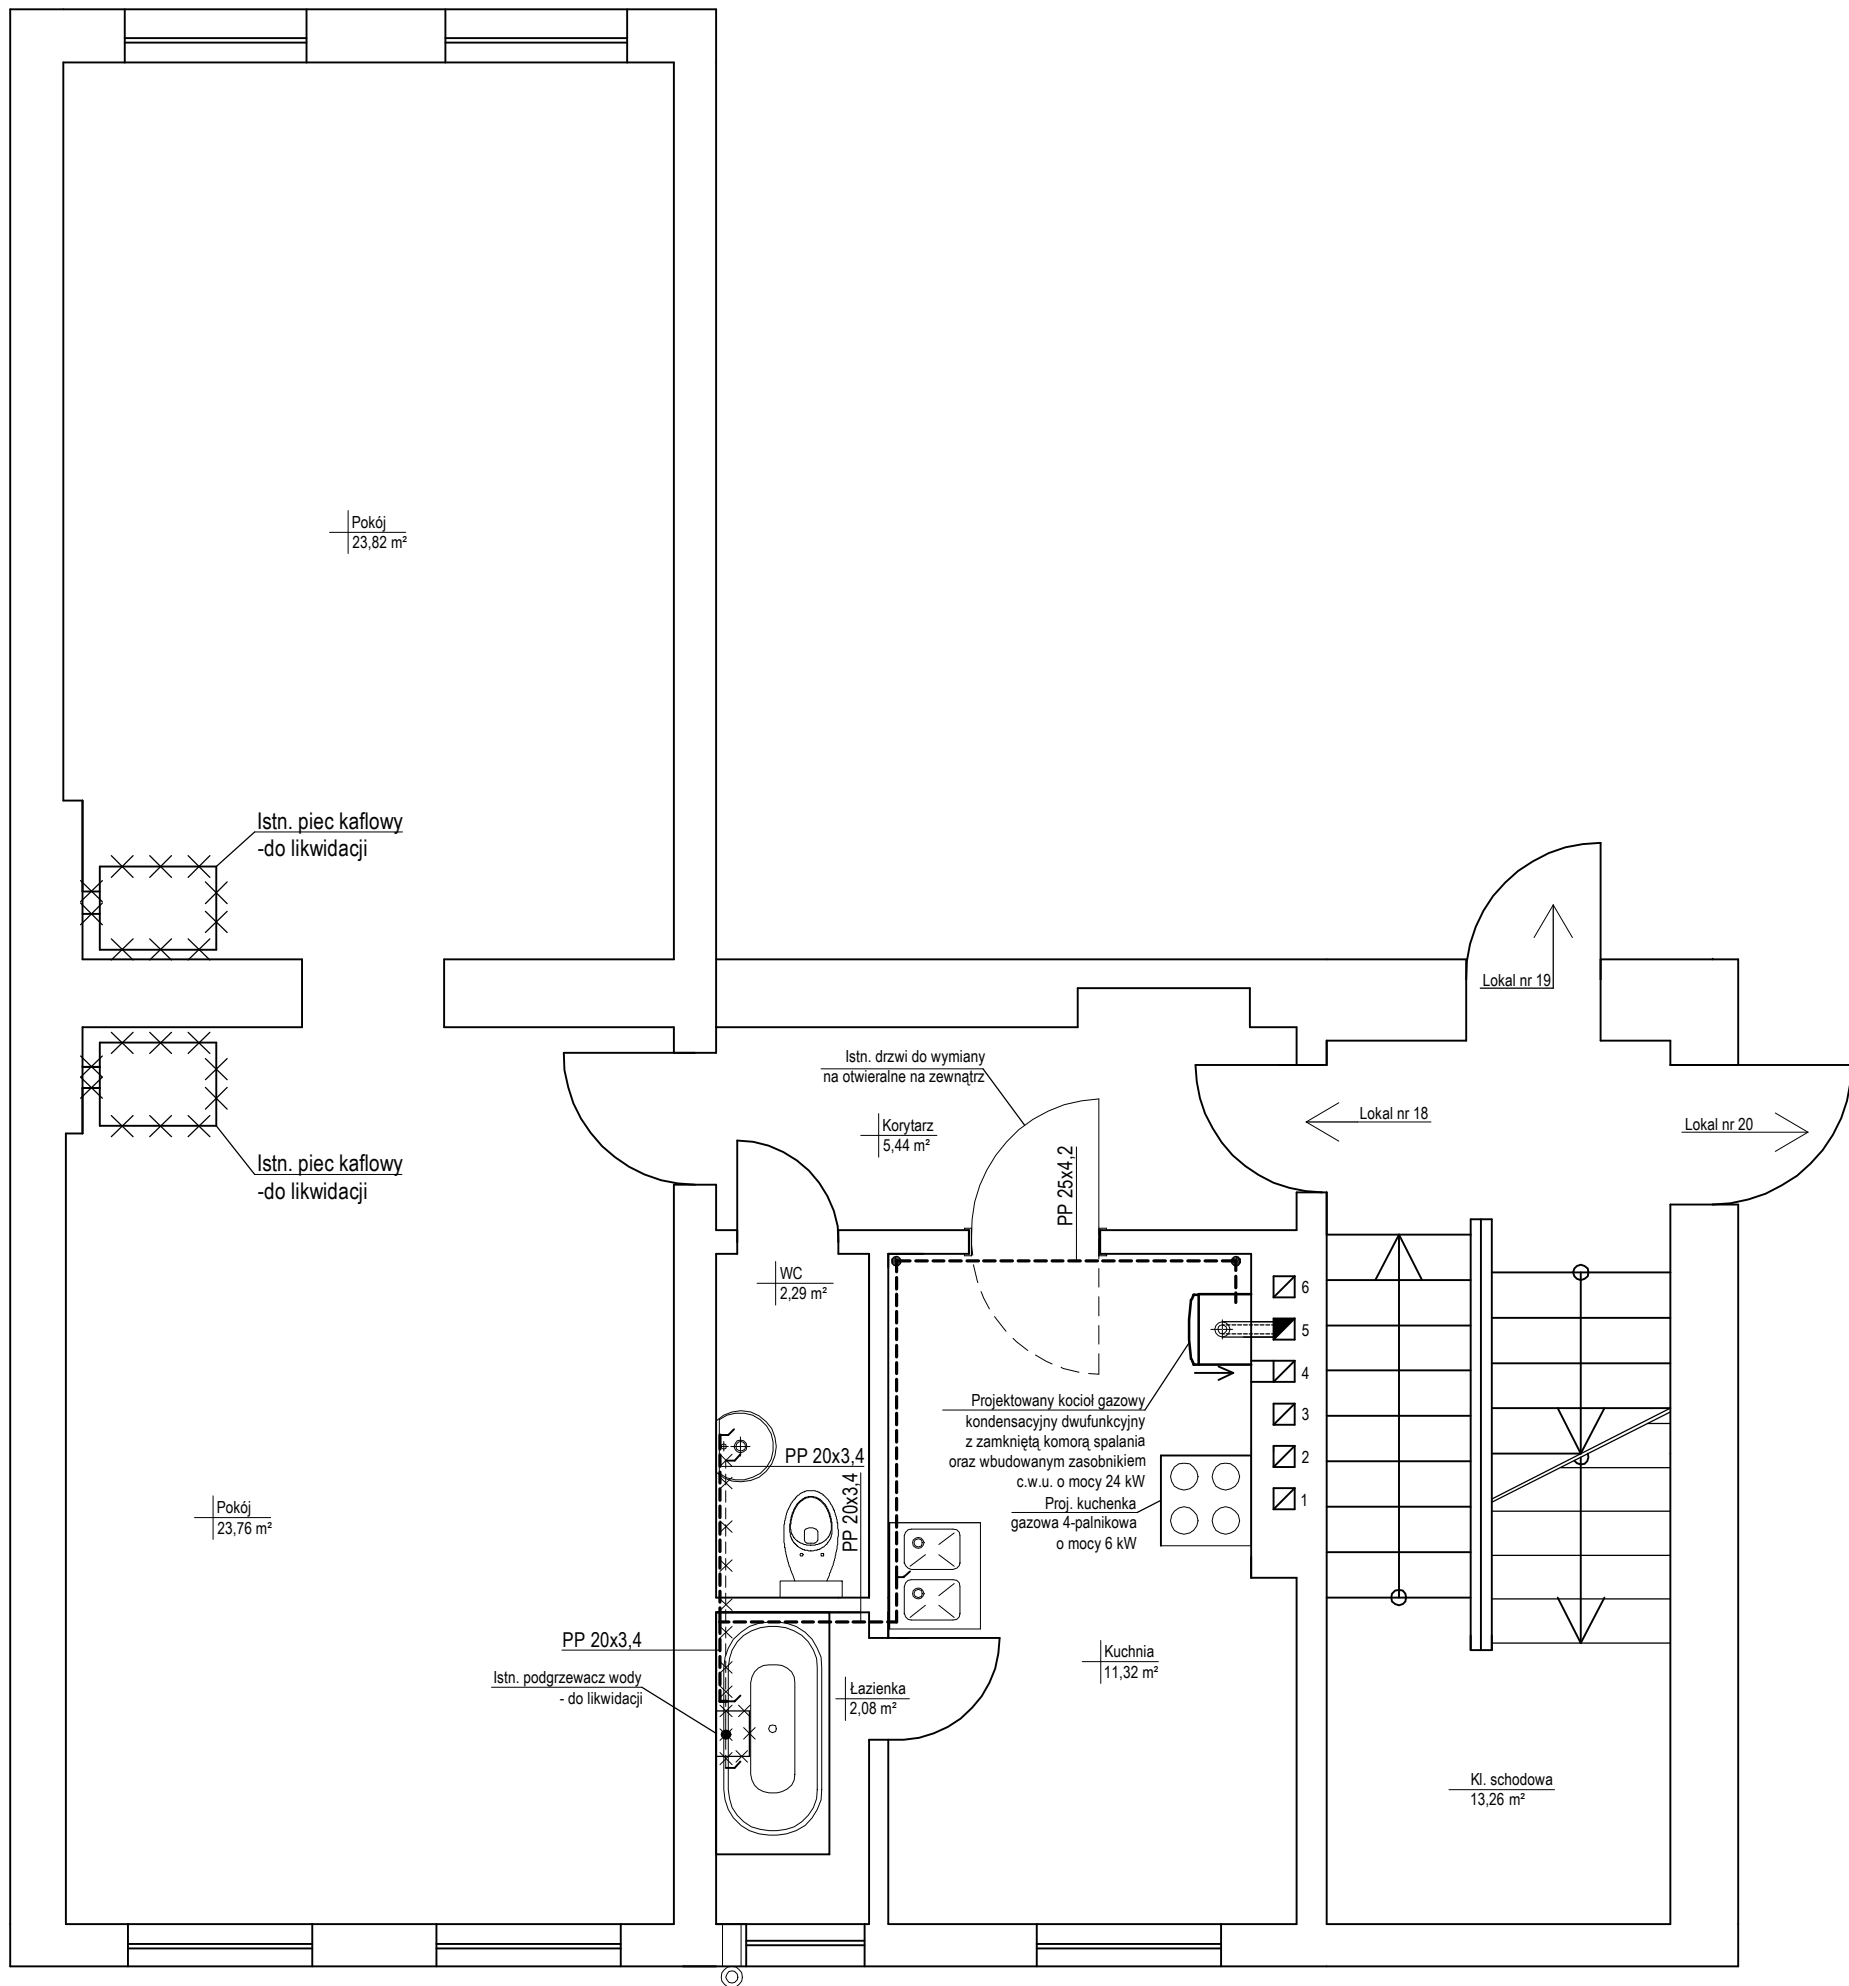 Pokój
23,82 m²
Istn. piec kaflowy
-do likwidacji
Lokal nr 19
Istn. drzwi do wymiany
na otwieralne na zewnątrz
Lokal nr 18
Lokal nr 20
Korytarz
5,44 m²
Istn. piec kaflowy
-do likwidacji
PP 25x4,2
WC
2,29 m²
6
5
4
3
2
1
Projektowany kocioł gazowy
kondensacyjny dwufunkcyjny
z zamkniętą komorą spalania
oraz wbudowanym zasobnikiem
c.w.u. o mocy 24 kW
Proj. kuchenka
gazowa 4-palnikowa
o mocy 6 kW
PP 20x3,4
PP 20x3,4
Pokój
23,76 m²
PP 20x3,4
Istn. podgrzewacz wody
- do likwidacji
Łazienka
2,08 m²
Kuchnia
11,32 m²
Kl. schodowa
13,26 m²